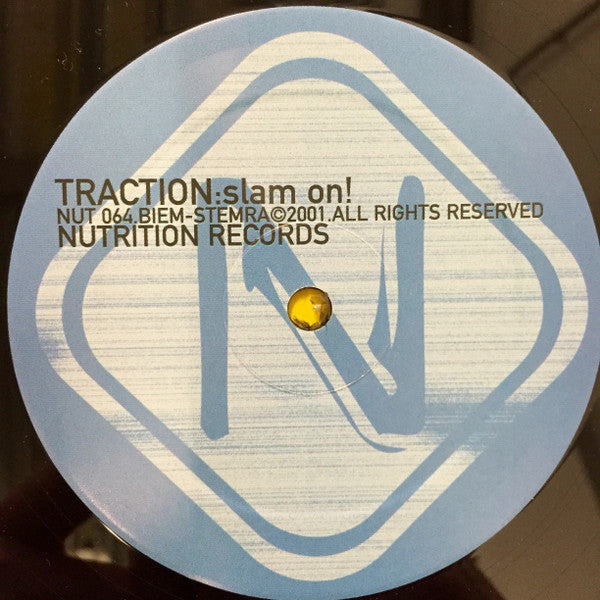 TRACTION:slam on!
NUT 064.BIEM-STEMRA©2001.ALL RIGHTS RESERVED
NUTRITION RECORDS
N